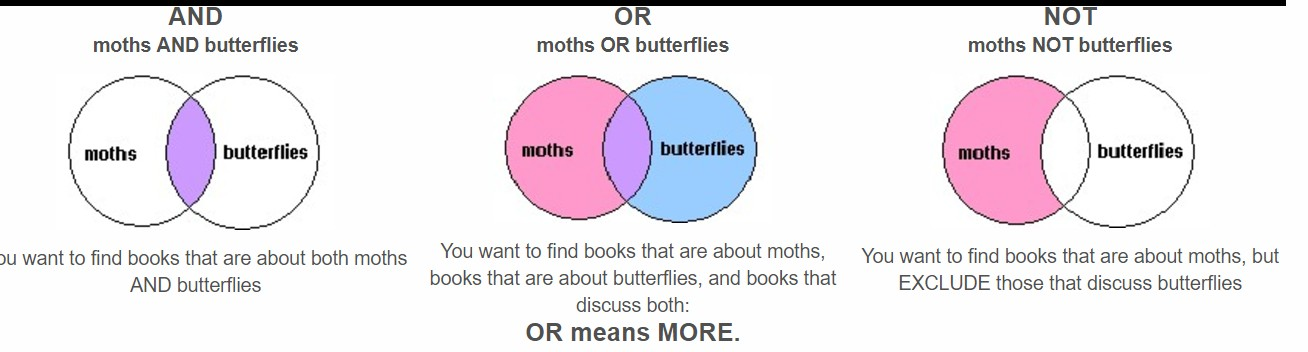 AND
moths AND butterflies
moths
butterflies
ou want to find books that are about both moths
AND butterflies
OR
moths OR butterflies
moths
butterflies
You want to find books that are about moths,
books that are about butterflies, and books that
discuss both:
OR means MORE.
NOT
moths NOT butterflies
moths
butterflies
You want to find books that are about moths, but
EXCLUDE those that discuss butterflies